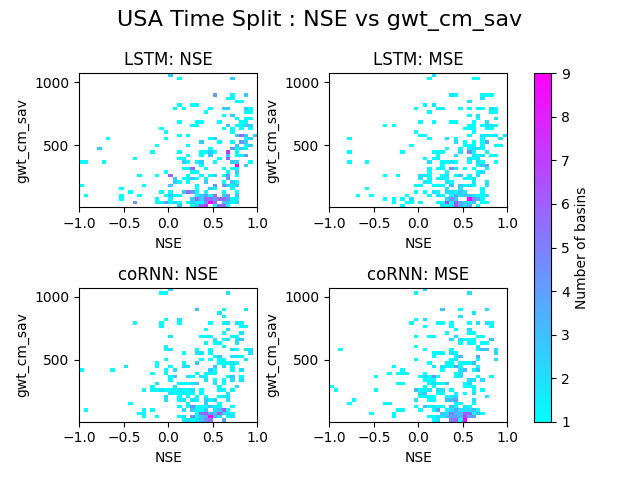 USA Time Split : NSE vs gwt_cm_sav
LSTM: NSE
1000
500
gwt_cm_sav
−1.0 −0.5 0.0 0.5 1.0
NSE
LSTM: MSE
1000
500
gwt_cm_sav
−1.0 −0.5 0.0 0.5 1.0
NSE
coRNN: NSE
1000
500
gwt_cm_sav
−1.0 −0.5 0.0 0.5 1.0
NSE
coRNN: MSE
1000
500
gwt_cm_sav
−1.0 −0.5 0.0 0.5 1.0
NSE
9
8
7
6
5
4
3
2
1
Number of basins